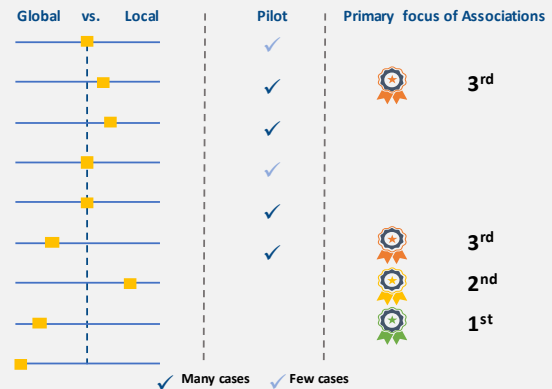 Global vs. Local Pilot Primary focus of Associations
3rd
3rd
2nd
1st
Many cases Few cases